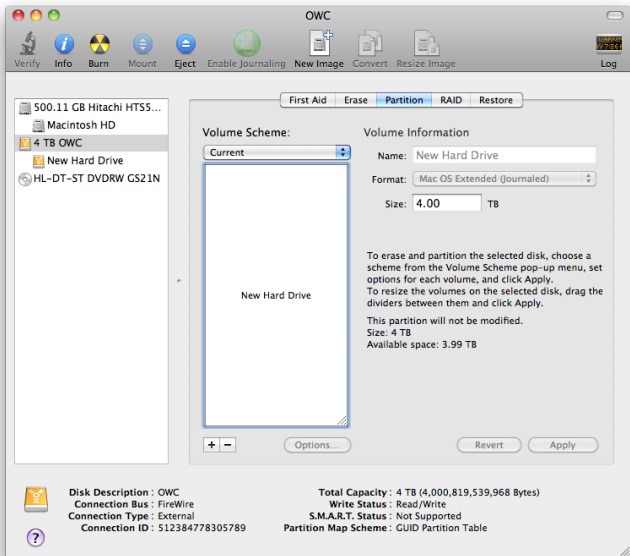 OWC
Verify Info Burn Mount Eject Enable Journaling New Image Convert Resize Image Log
First Aid Erase Partition RAID Restore
500.11 GB Hitachi HTS5...
Macintosh HD
4 TB OWC
New Hard Drive
HL-DT-ST DVDRW GS21N
Volume Scheme:
Current
New Hard Drive
+ −
Options...
Volume Information
Name: New Hard Drive
Format: Mac OS Extended (Journaled)
Size: 4.00 TB
To erase and partition the selected disk, choose a
scheme from the Volume Scheme pop-up menu, set
options for each volume, and click Apply.
To resize the volumes on the selected disk, drag the
dividers between them and click Apply.
This partition will not be modified.
Size: 4 TB
Available space: 3.99 TB
Revert Apply
Disk Description : OWC
Connection Bus : FireWire
Connection Type : External
Connection ID : 512384778305789
Total Capacity : 4 TB (4,000,819,539,968 Bytes)
Write Status : Read/Write
S.M.A.R.T. Status : Not Supported
Partition Map Scheme : GUID Partition Table
?